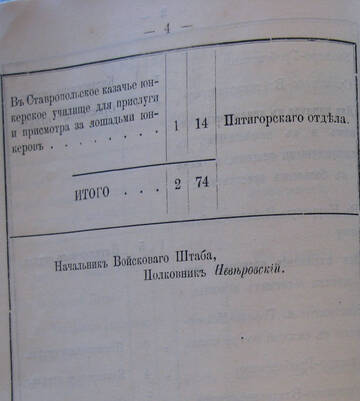 — 4 —
Въ Ставропольское казачье юн-
керское училище для прислуги
и присмотра за лошадьми юн-
керовъ . . . . . . . . 1 14 Пятигорскаго отдѣла.
ИТОГО . . . 2 74
Начальникъ Войсковаго Штаба,
Полковникъ Невѣровскій.